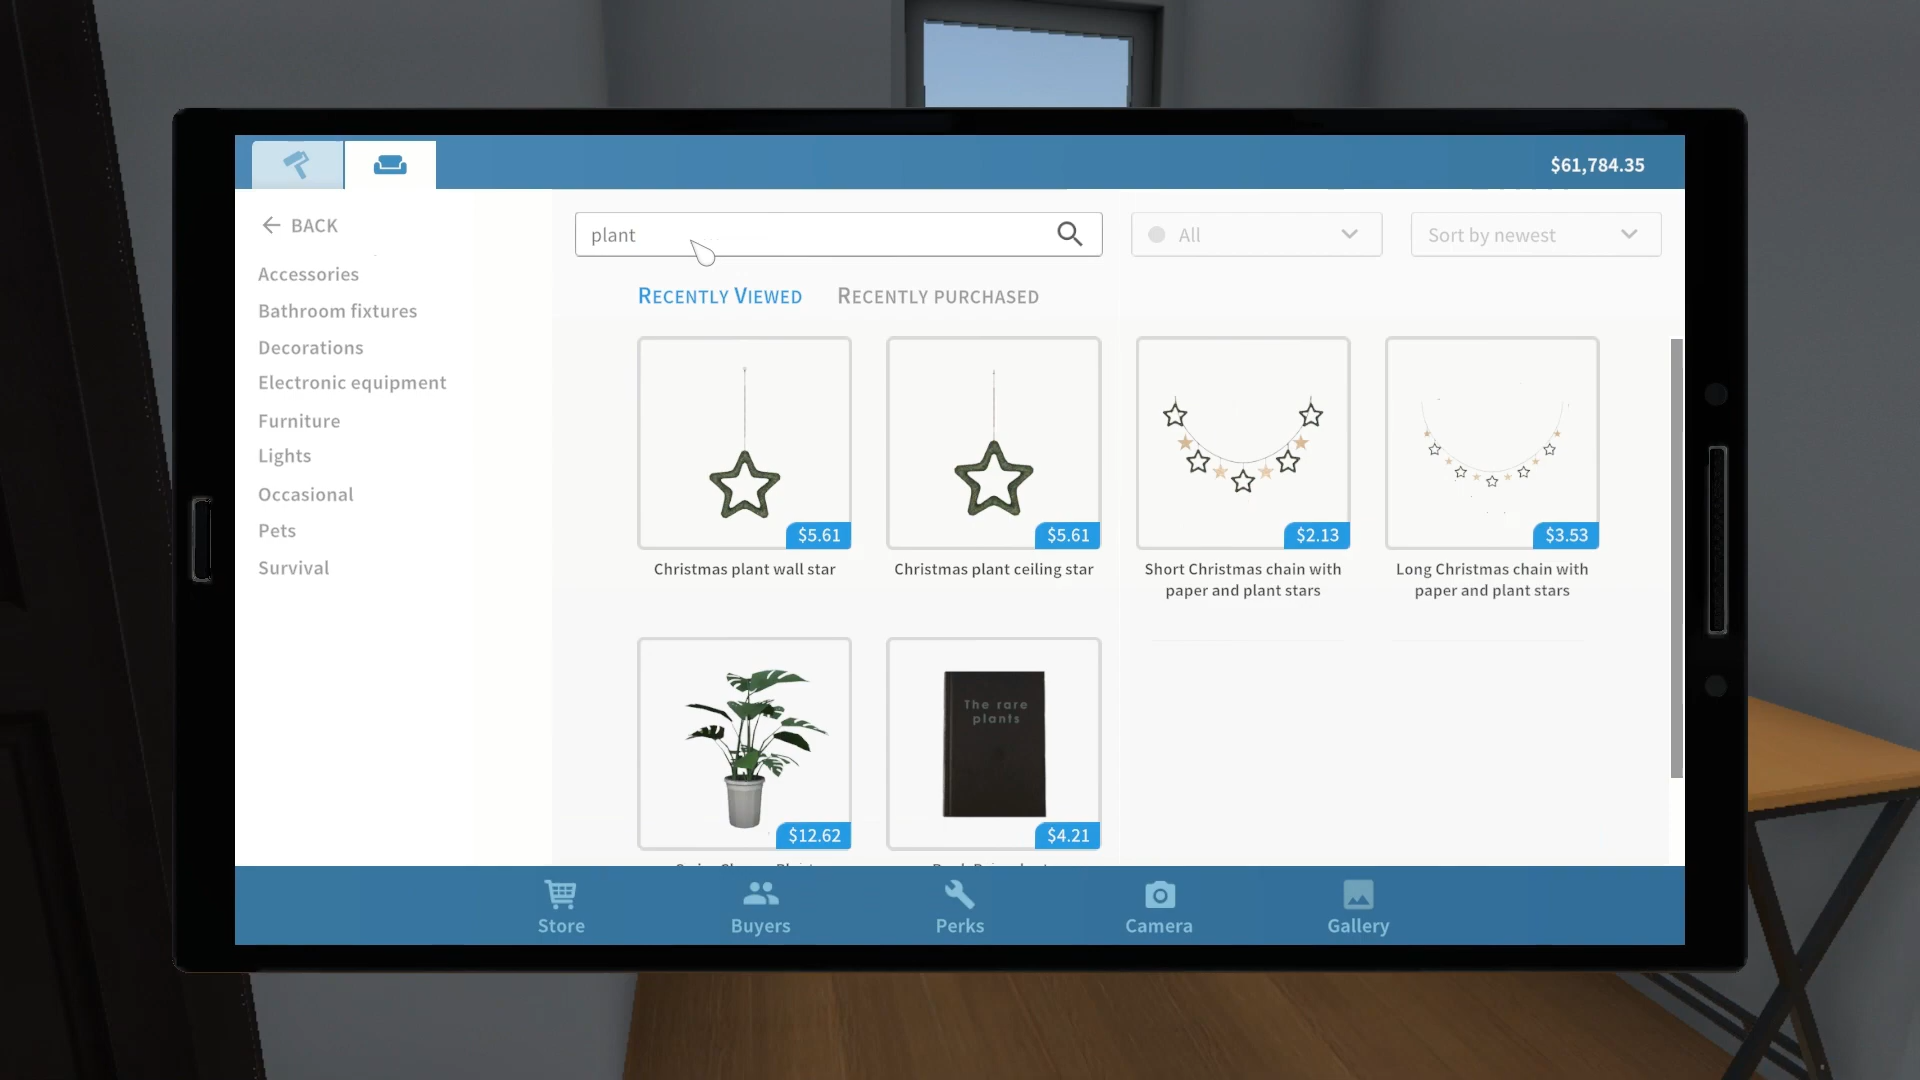 $61,784.35
BACK
plant
All
Sort by newest
RECENTLY VIEWED
RECENTLY PURCHASED
Accessories
Bathroom fixtures
Decorations
Electronic equipment
Furniture
Lights
Occasional
Pets
Survival
$5.61
$5.61
$2.13
$3.53
Christmas plant wall star
Christmas plant ceiling star
Short Christmas chain with
paper and plant stars
Long Christmas chain with
paper and plant stars
The rare
plants
$12.62
$4.21
Store
Buyers
Perks
Camera
Gallery